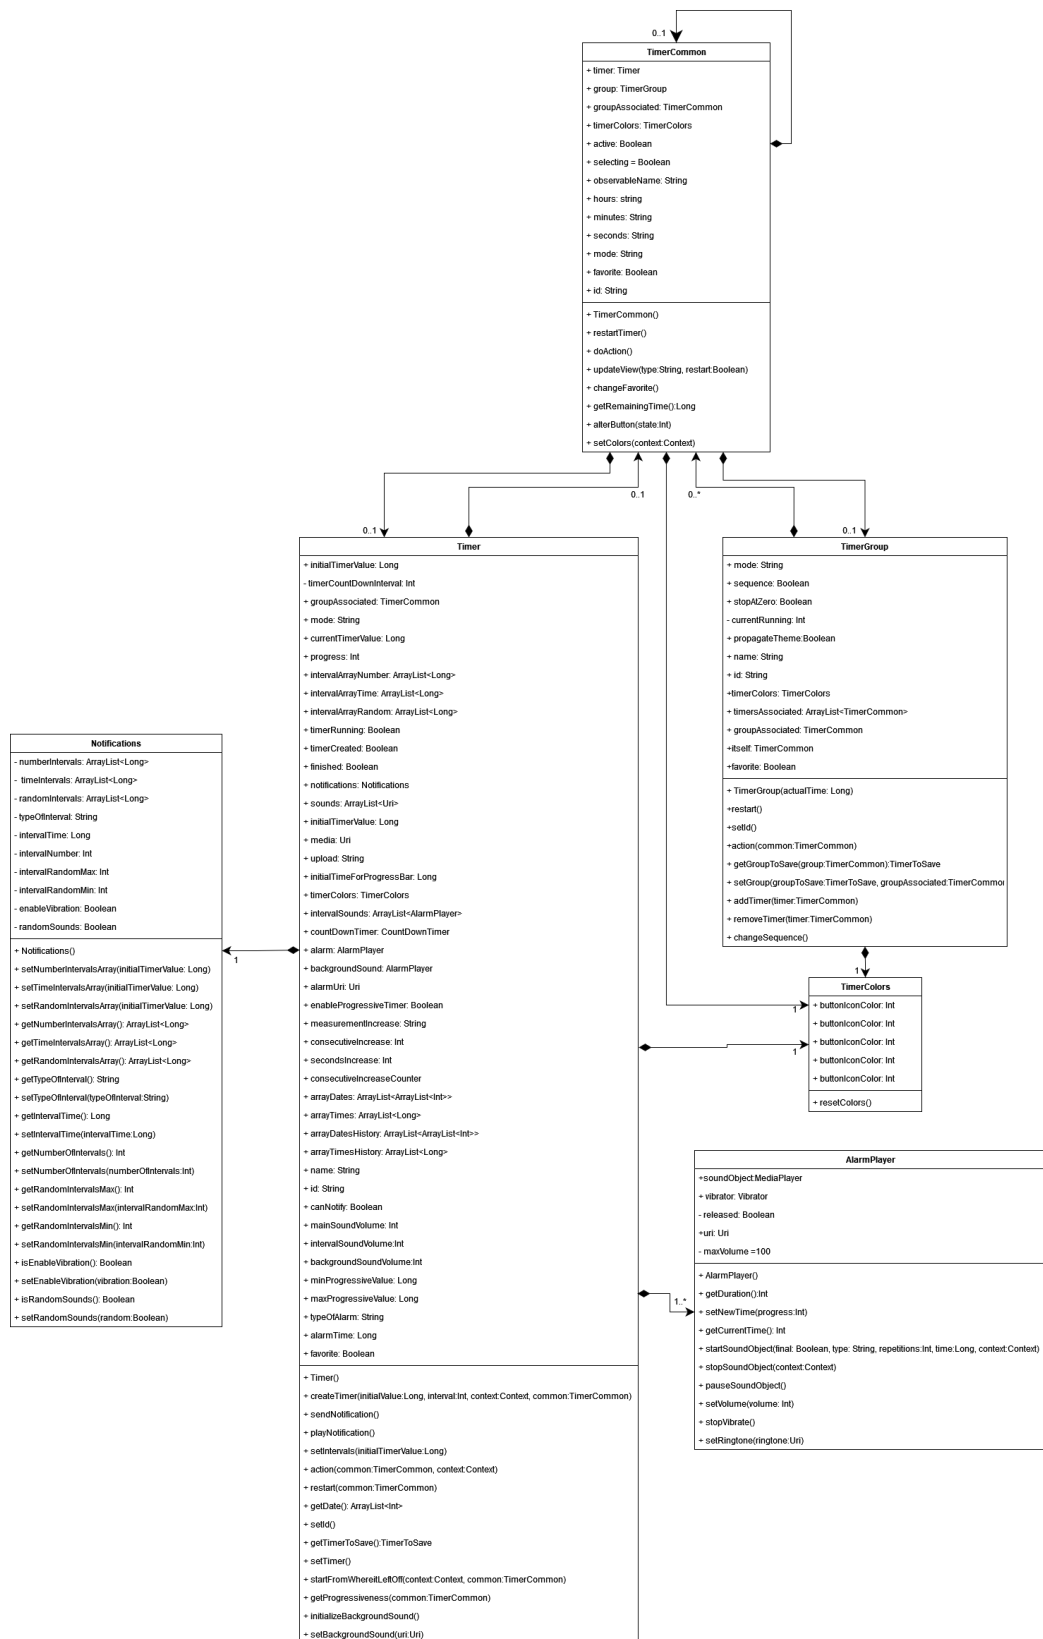 0..1
TimerCommon
+ timer: Timer
+ group: TimerGroup
+ groupAssociated: TimerCommon
+ timerColors: TimerColors
+ active: Boolean
+ selecting = Boolean
+ observableName: String
+ hours: string
+ minutes: String
+ seconds: String
+ mode: String
+ favorite: Boolean
+ id: String
+ TimerCommon()
+ restartTimer()
+ doAction()
+ updateView(type:String, restart:Boolean)
+ changeFavorite()
+ getRemainingTime():Long
+ alterButton(state:Int)
+ setColors(context:Context)
0..1
0..*
0..1
0..1
Timer
+ initialTimerValue: Long
- timerCountDownInterval: Int
+ groupAssociated: TimerCommon
+ mode: String
+ currentTimerValue: Long
+ progress: Int
+ intervalArrayNumber: ArrayList<Long>
+ intervalArrayTime: ArrayList<Long>
+ intervalArrayRandom: ArrayList<Long>
+ timerRunning: Boolean
+ timerCreated: Boolean
+ finished: Boolean
+ notifications: Notifications
+ sounds: ArrayList<Uri>
+ initialTimerValue: Long
+ media: Uri
+ upload: String
+ initialTimeForProgressBar: Long
+ timerColors: TimerColors
+ intervalSounds: ArrayList<AlarmPlayer>
+ countDownTimer: CountDownTimer
+ alarm: AlarmPlayer
+ backgroundSound: AlarmPlayer
+ alarmUri: Uri
+ enableProgressiveTimer: Boolean
+ measurementIncrease: String
+ consecutiveIncrease: Int
+ secondsIncrease: Int
+ consecutiveIncreaseCounter
+ arrayDates: ArrayList<ArrayList<Int>>
+ arrayTimes: ArrayList<Long>
+ arrayDatesHistory: ArrayList<ArrayList<Int>>
+ arrayTimesHistory: ArrayList<Long>
+ name: String
+ id: String
+ canNotify: Boolean
+ mainSoundVolume: Int
+ intervalSoundVolume:Int
+ backgroundSoundVolume:Int
+ minProgressiveValue: Long
+ maxProgressiveValue: Long
+ typeOfAlarm: String
+ alarmTime: Long
+ favorite: Boolean
+ Timer()
+ createTimer(initialValue:Long, interval:Int, context:Context, common:TimerCommon)
+ sendNotification()
+ playNotification()
+ setIntervals(initialTimerValue:Long)
+ action(common:TimerCommon, context:Context)
+ restart(common:TimerCommon)
+ getDate(): ArrayList<Int>
+ setId()
+ getTimerToSave():TimerToSave
+ setTimer()
+ startFromWhereitLeftOff(context:Context, common:TimerCommon)
+ getProgressiveness(common:TimerCommon)
+ initializeBackgroundSound()
+ setBackgroundSound(uri:Uri)
TimerGroup
+ mode: String
+ sequence: Boolean
+ stopAtZero: Boolean
- currentRunning: Int
+ propagateTheme:Boolean
+ name: String
+ id: String
+timerColors: TimerColors
+ timersAssociated: ArrayList<TimerCommon>
+ groupAssociated: TimerCommon
+itself: TimerCommon
+favorite: Boolean
+ TimerGroup(actualTime: Long)
+restart()
+setId()
+action(common:TimerCommon)
+ getGroupToSave(group:TimerCommon):TimerToSave
+ setGroup(groupToSave:TimerToSave, groupAssociated:TimerCommon
+ addTimer(timer:TimerCommon)
+ removeTimer(timer:TimerCommon)
+ changeSequence()
Notifications
- numberIntervals: ArrayList<Long>
- timeIntervals: ArrayList<Long>
- randomIntervals: ArrayList<Long>
- typeOfInterval: String
- intervalTime: Long
- intervalNumber: Int
- intervalRandomMax: Int
- intervalRandomMin: Int
- enableVibration: Boolean
- randomSounds: Boolean
+ Notifications()
+ setNumberIntervalsArray(initialTimerValue: Long)
+ setTimeIntervalsArray(initialTimerValue: Long)
+ setRandomIntervalsArray(initialTimerValue: Long)
+ getNumberIntervalsArray(): ArrayList<Long>
+ getTimeIntervalsArray(): ArrayList<Long>
+ getRandomIntervalsArray(): ArrayList<Long>
+ getTypeOfInterval(): String
+ setTypeOfInterval(typeOfInterval:String)
+ getIntervalTime(): Long
+ setIntervalTime(intervalTime:Long)
+ getNumberOfIntervals(): Int
+ setNumberOfIntervals(numberOfIntervals:Int)
+ getRandomIntervalsMax(): Int
+ setRandomIntervalsMax(intervalRandomMax:Int)
+ getRandomIntervalsMin(): Int
+ setRandomIntervalsMin(intervalRandomMin:Int)
+ isEnableVibration(): Boolean
+ setEnableVibration(vibration:Boolean)
+ isRandomSounds(): Boolean
+ setRandomSounds(random:Boolean)
1
1
TimerColors
+ buttonIconColor: Int
+ buttonIconColor: Int
+ buttonIconColor: Int
+ buttonIconColor: Int
+ buttonIconColor: Int
+ resetColors()
1
1
AlarmPlayer
+soundObject:MediaPlayer
+ vibrator: Vibrator
- released: Boolean
+uri: Uri
- maxVolume =100
+ AlarmPlayer()
+ getDuration():Int
+ setNewTime(progress:Int)
+ getCurrentTime(): Int
+ startSoundObject(final: Boolean, type: String, repetitions:Int, time:Long, context:Context)
+ stopSoundObject(context:Context)
+ pauseSoundObject()
+ setVolume(volume: Int)
+ stopVibrate()
+ setRingtone(ringtone:Uri)
1..*